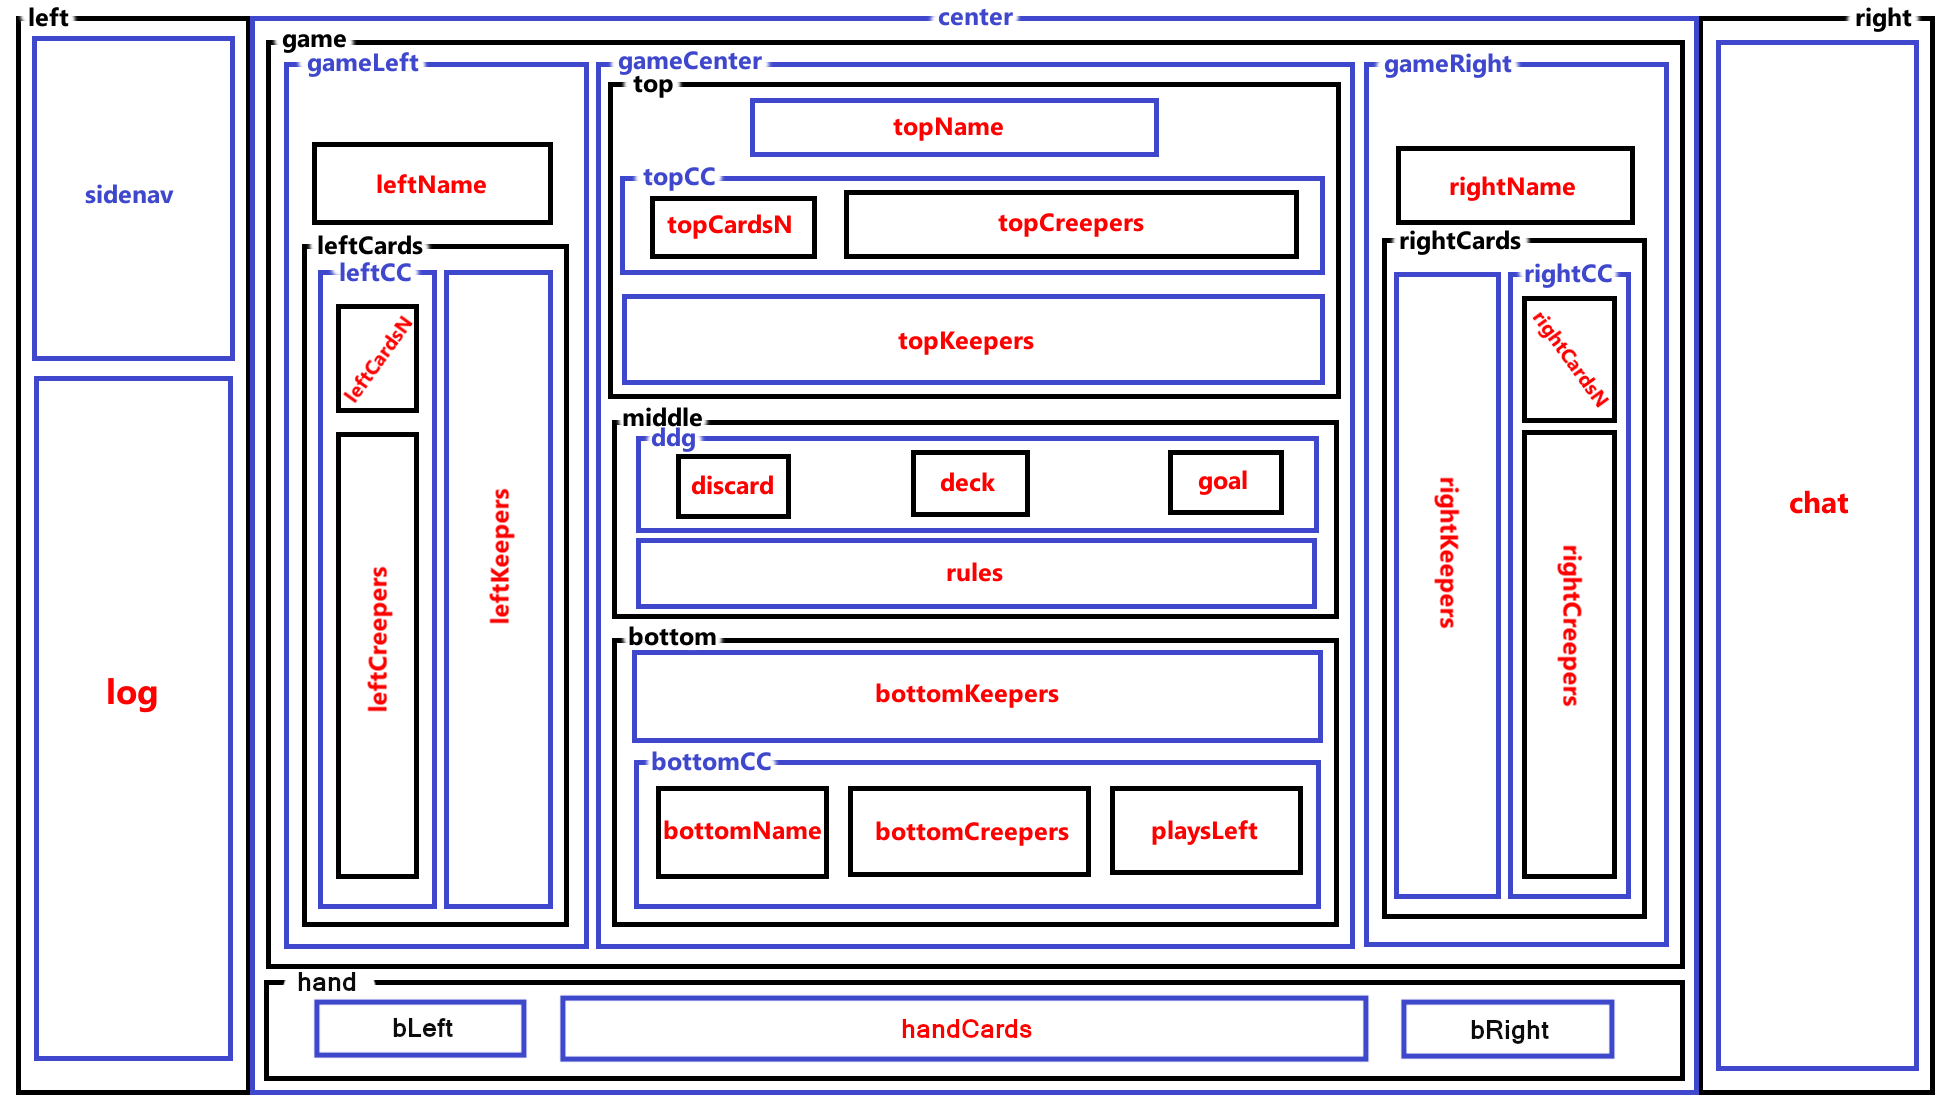 left
center
right
game
gameLeft
gameCenter
gameRight
top
topName
sidenav
leftName
topCC
rightName
topCardsN
topCreepers
leftCards
rightCards
leftCC
rightCC
leftCardsN
topKeepers
rightCardsN
middle
ddg
discard
deck
goal
chat
leftKeepers
rightKeepers
rules
leftCreepers
rightCreepers
bottom
log
bottomKeepers
bottomCC
bottomName
bottomCreepers
playsLeft
hand
bLeft
handCards
bRight